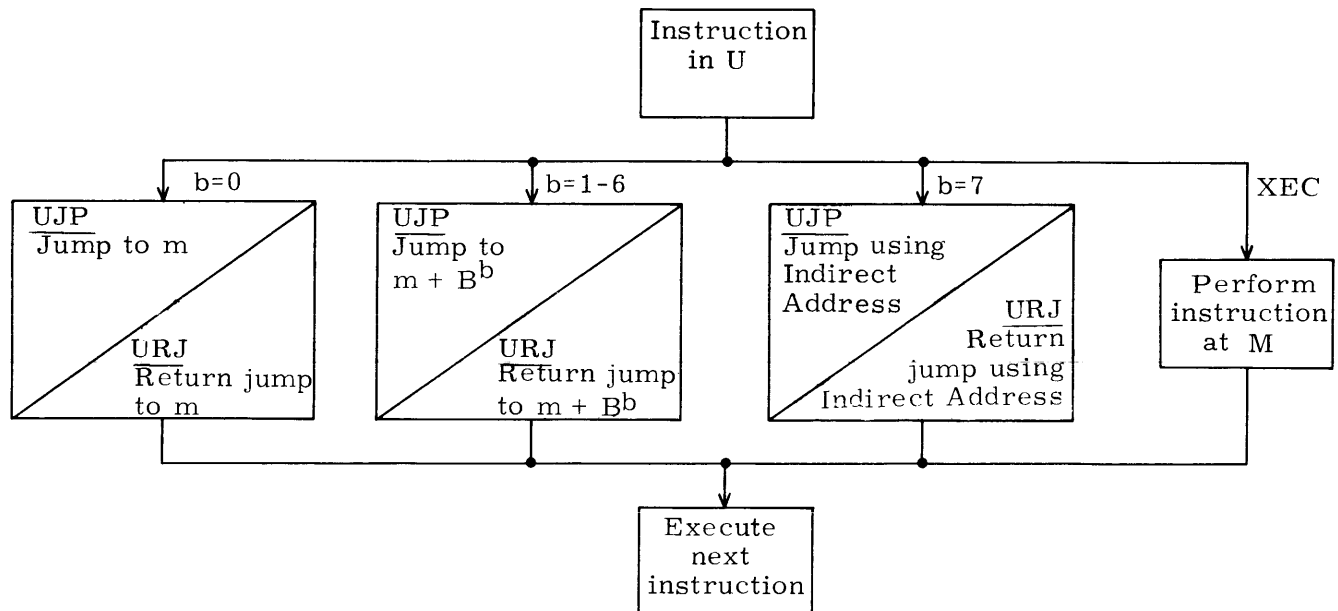 Instruction
in U
b=0
b=1-6
b=7
XEC
UJP
Jump to m
URJ
Return jump
to m
UJP
Jump to
m + Bb
URJ
Return jump
to m + Bb
UJP
Jump using
Indirect
Address
URJ
Return
jump using
Indirect Address
Perform
instruction
at M
Execute
next
instruction